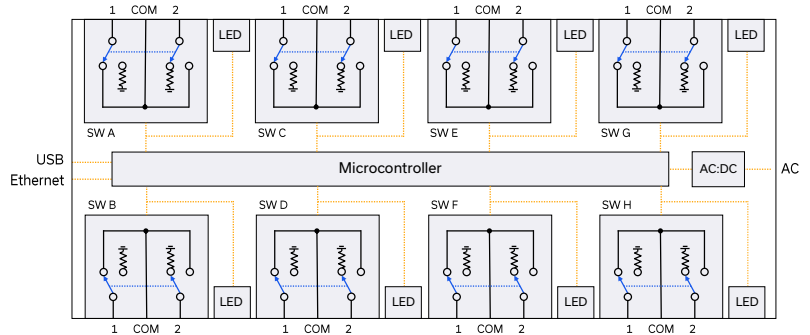 1 COM 2 1 COM 2 1 COM 2 1 COM 2
LED LED LED LED
SW A SW C SW E SW G
USB
Microcontroller AC:DC AC
Ethernet
SW B SW D SW F SW H
LED LED LED LED
1 COM 2 1 COM 2 1 COM 2 1 COM 2